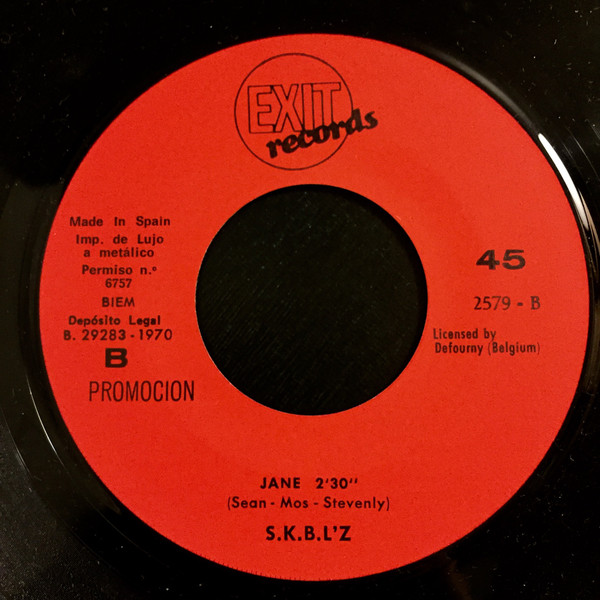 EXIT
records
Made In Spain
Imp. de Lujo
a metálico
Permiso n.º
6757
BIEM
Depósito Legal
B. 29283-1970
B
PROMOCION
45
2579 - B
Licensed by
Defourny (Belgium)
JANE 2'30''
(Sean - Mos - Stevenly)
S.K.B.L'Z